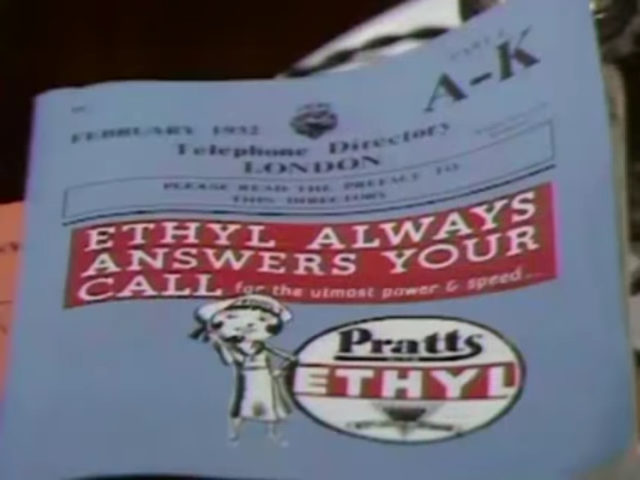 A-K
FEBRUARY 1932
Telephone Directory
LONDON
PLEASE READ THE PREFACE TO
THIS DIRECTORY
ETHYL ALWAYS
ANSWERS YOUR
CALL for the utmost power & speed...
Pratts
ETHYL